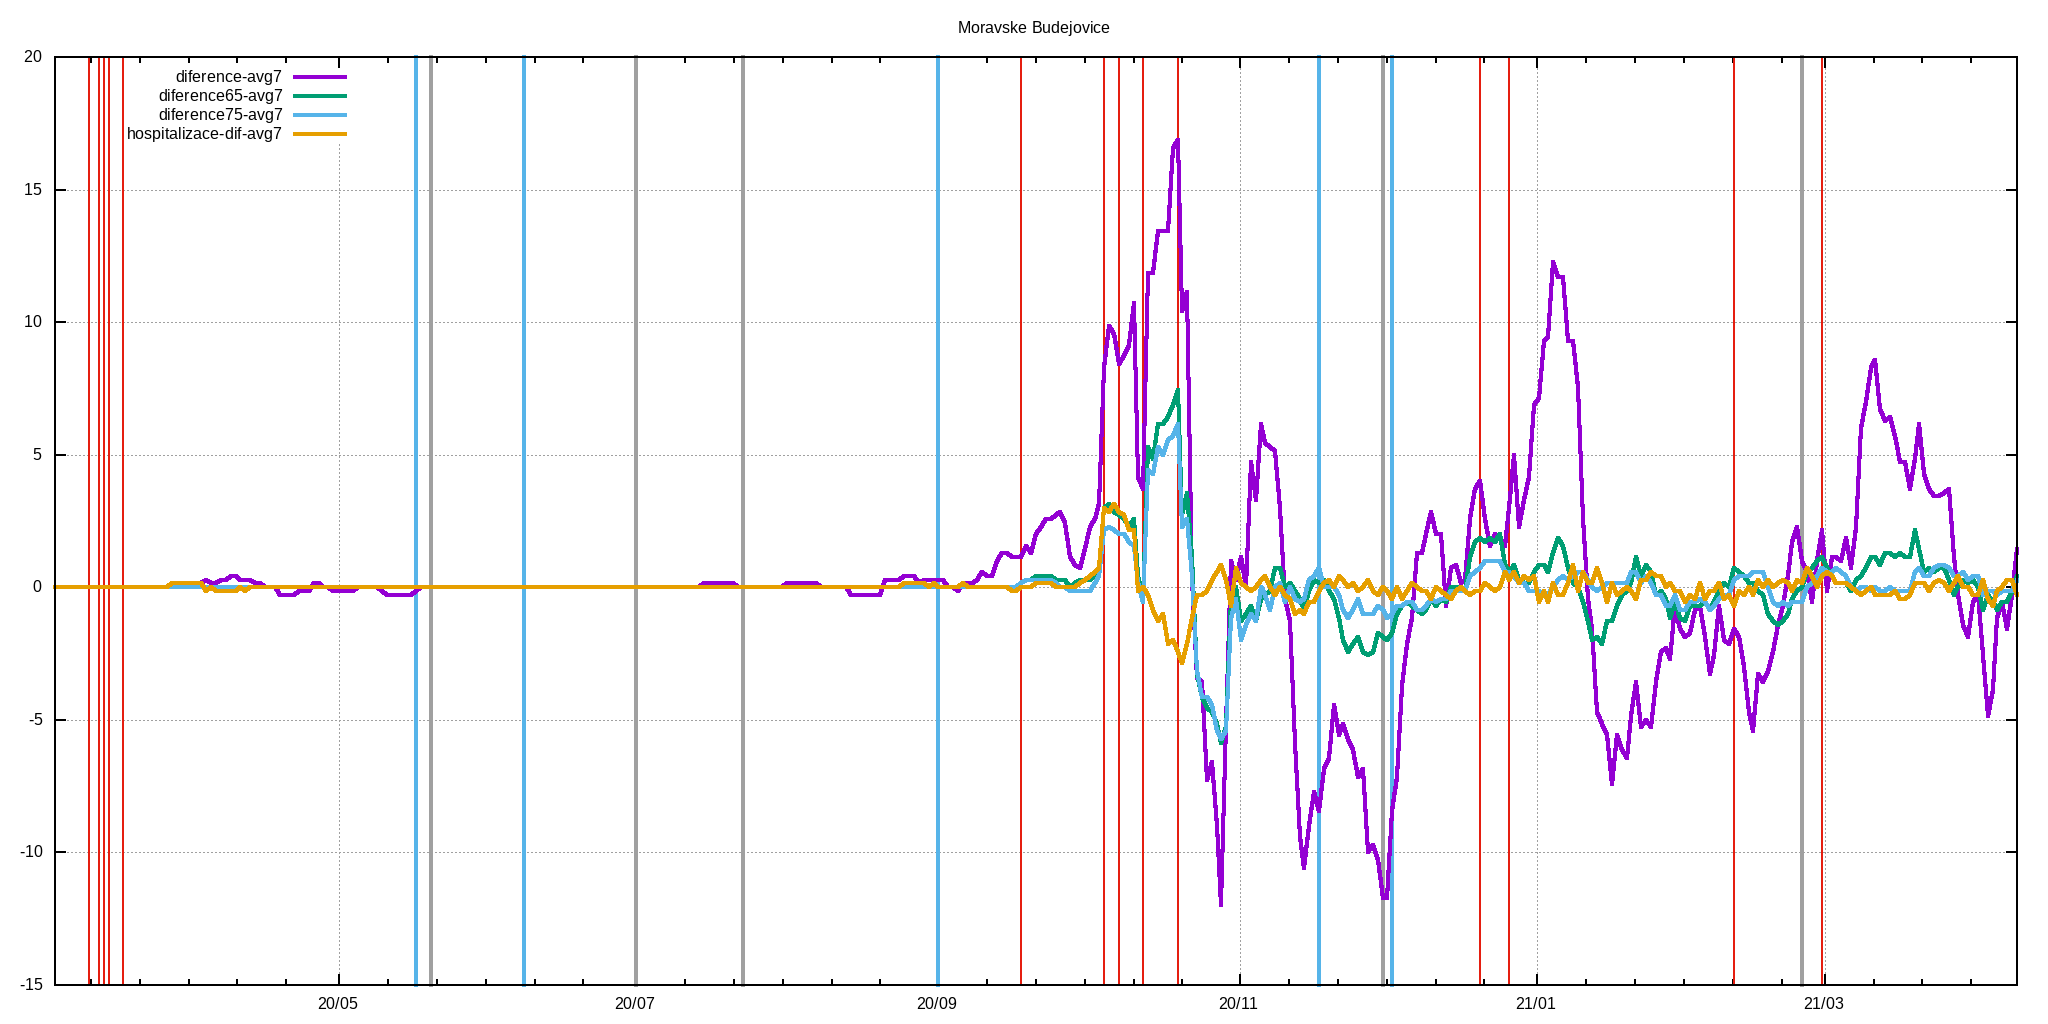 Moravske Budejovice
diference-avg7
diference65-avg7
diference75-avg7
hospitalizace-dif-avg7
20
15
10
5
0
-5
-10
-15
20/05 20/07 20/09 20/11 21/01 21/03